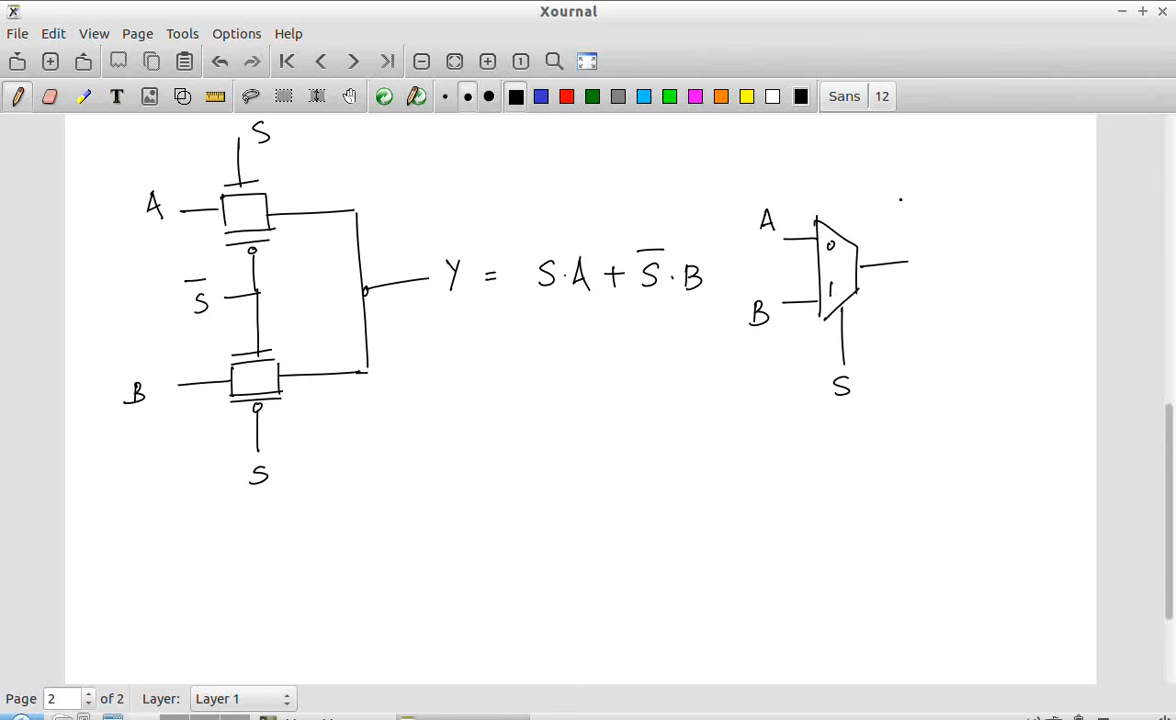 Xournal
File Edit View Page Tools Options Help
Sans 12
S
A
S̅
B
S
Y = S·A + S̅·B
A
0
1
B
S
Page 2 of 2 Layer: Layer 1